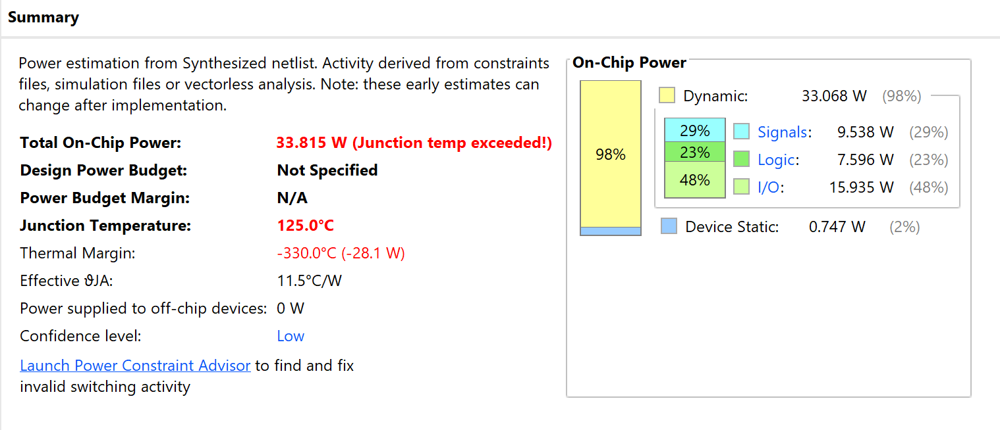 Summary
Power estimation from Synthesized netlist. Activity derived from constraints
files, simulation files or vectorless analysis. Note: these early estimates can
change after implementation.
Total On-Chip Power: 33.815 W (Junction temp exceeded!)
Design Power Budget: Not Specified
Power Budget Margin: N/A
Junction Temperature: 125.0°C
Thermal Margin: -330.0°C (-28.1 W)
Effective ϑJA: 11.5°C/W
Power supplied to off-chip devices: 0 W
Confidence level: Low
Launch Power Constraint Advisor to find and fix
invalid switching activity
On-Chip Power
98%
Dynamic: 33.068 W (98%)
29% Signals: 9.538 W (29%)
23% Logic: 7.596 W (23%)
48% I/O: 15.935 W (48%)
Device Static: 0.747 W (2%)